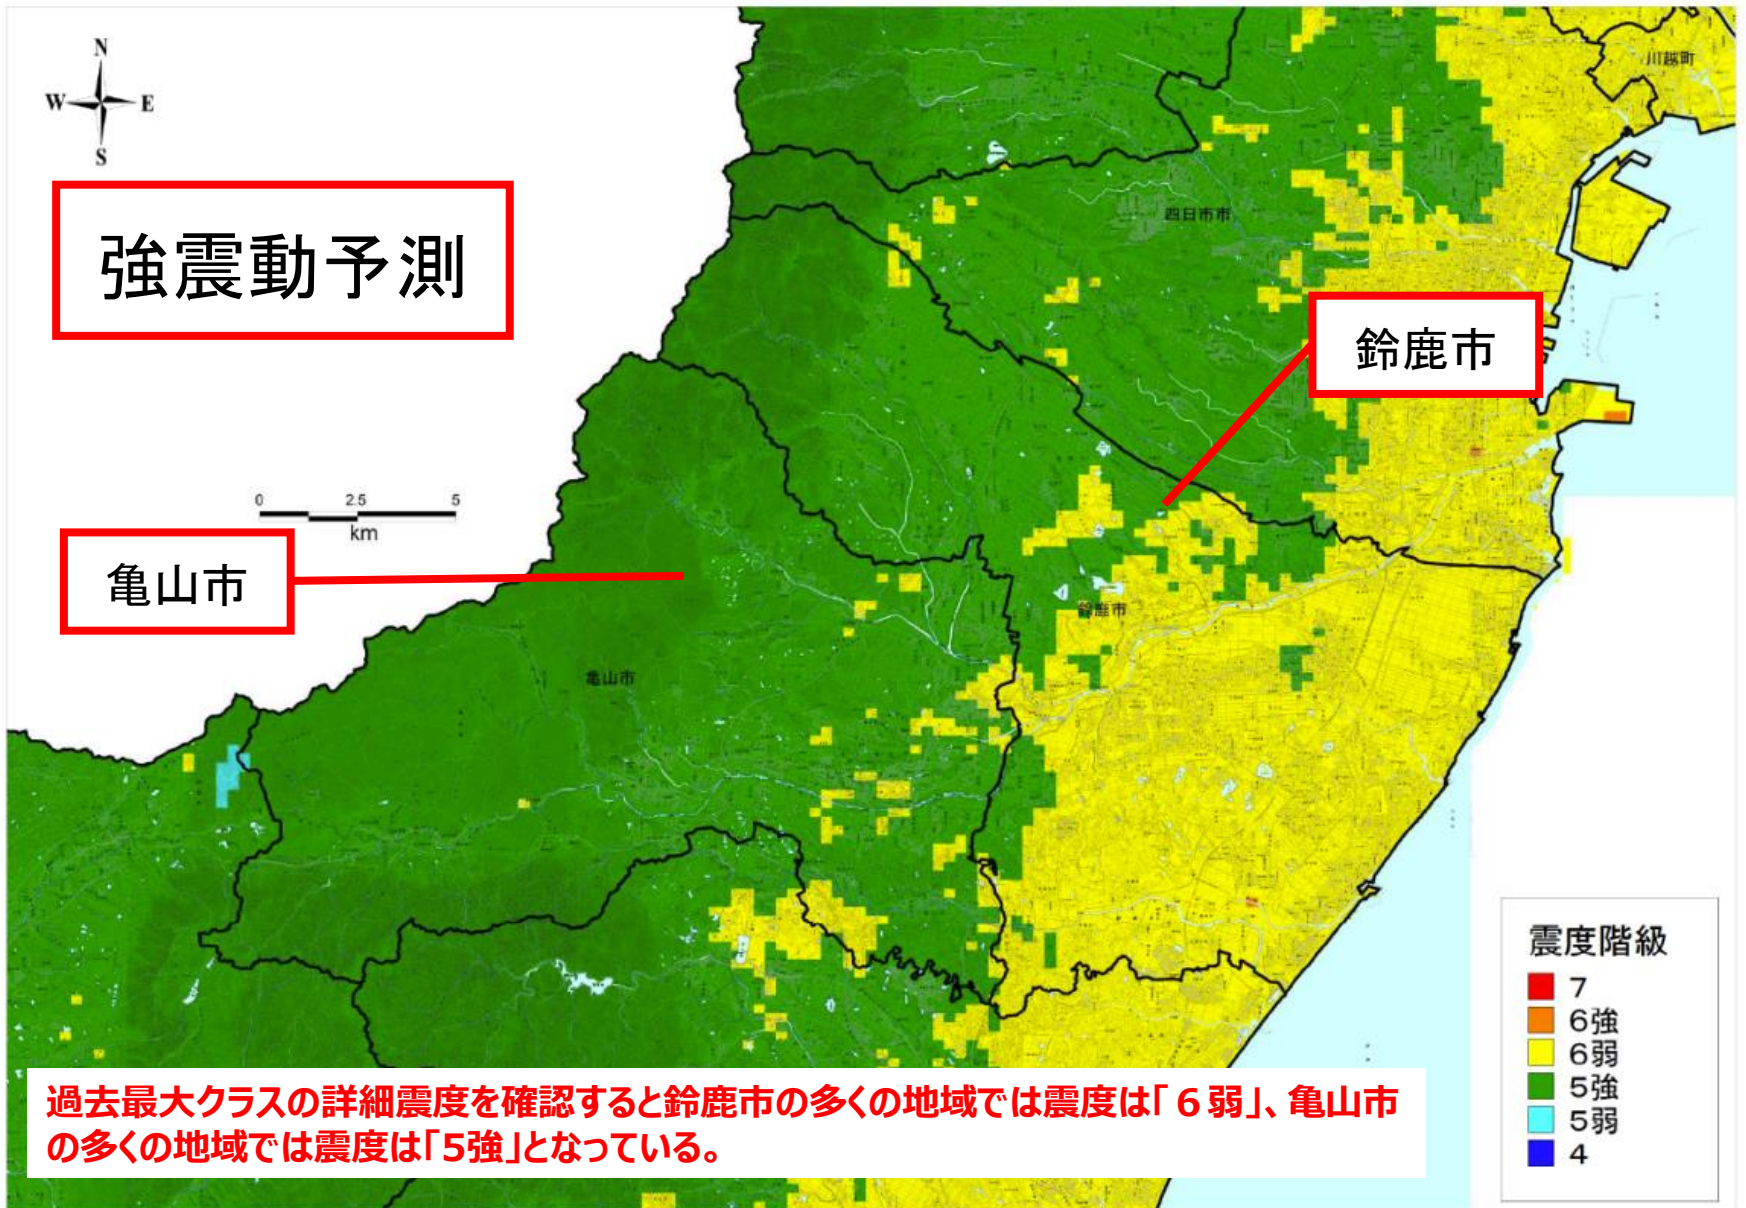 N
W E
S
強震動予測
川越町
四日市市
鈴鹿市
0 2.5 5
km
亀山市
鈴鹿市
亀山市
震度階級
7
6強
6弱
5強
5弱
4
過去最大クラスの詳細震度を確認すると鈴鹿市の多くの地域では震度は「６弱」、亀山市
の多くの地域では震度は「5強」となっている。